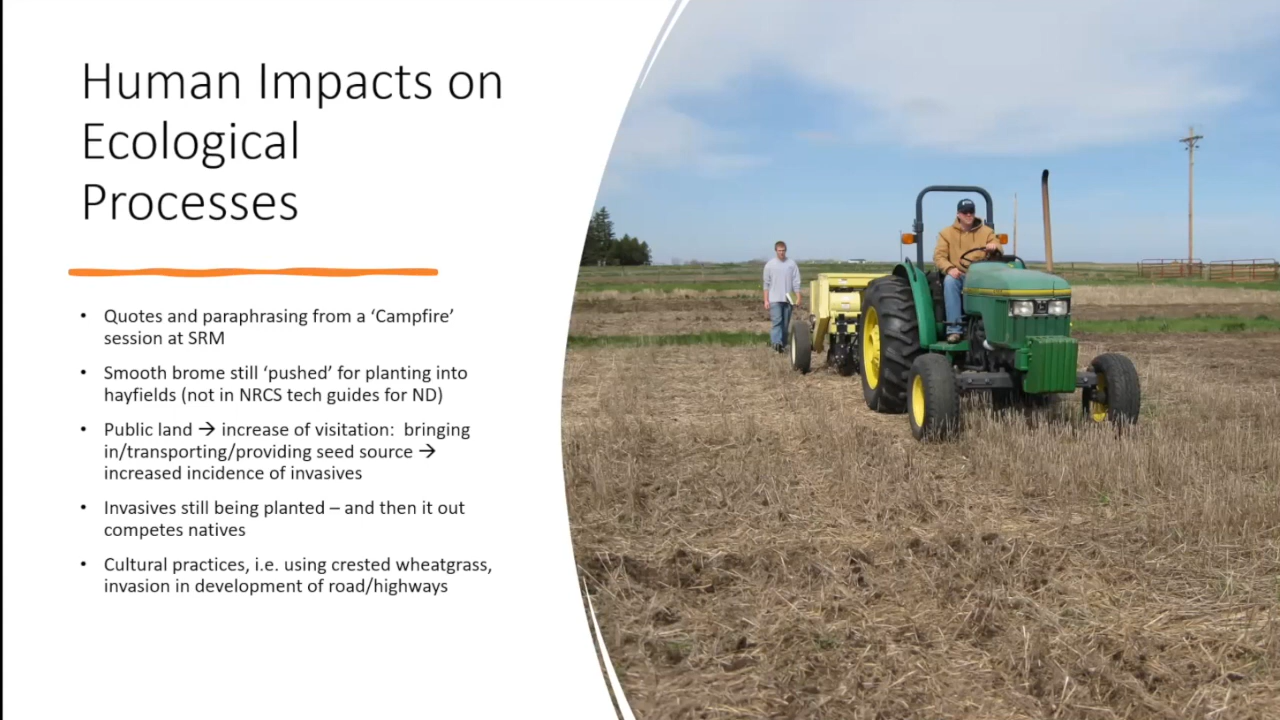 Human Impacts on
Ecological
Processes
• Quotes and paraphrasing from a ‘Campfire’
session at SRM
• Smooth brome still ‘pushed’ for planting into
hayfields (not in NRCS tech guides for ND)
• Public land → increase of visitation:  bringing
in/transporting/providing seed source →
increased incidence of invasives
• Invasives still being planted – and then it out
competes natives
• Cultural practices, i.e. using crested wheatgrass,
invasion in development of road/highways